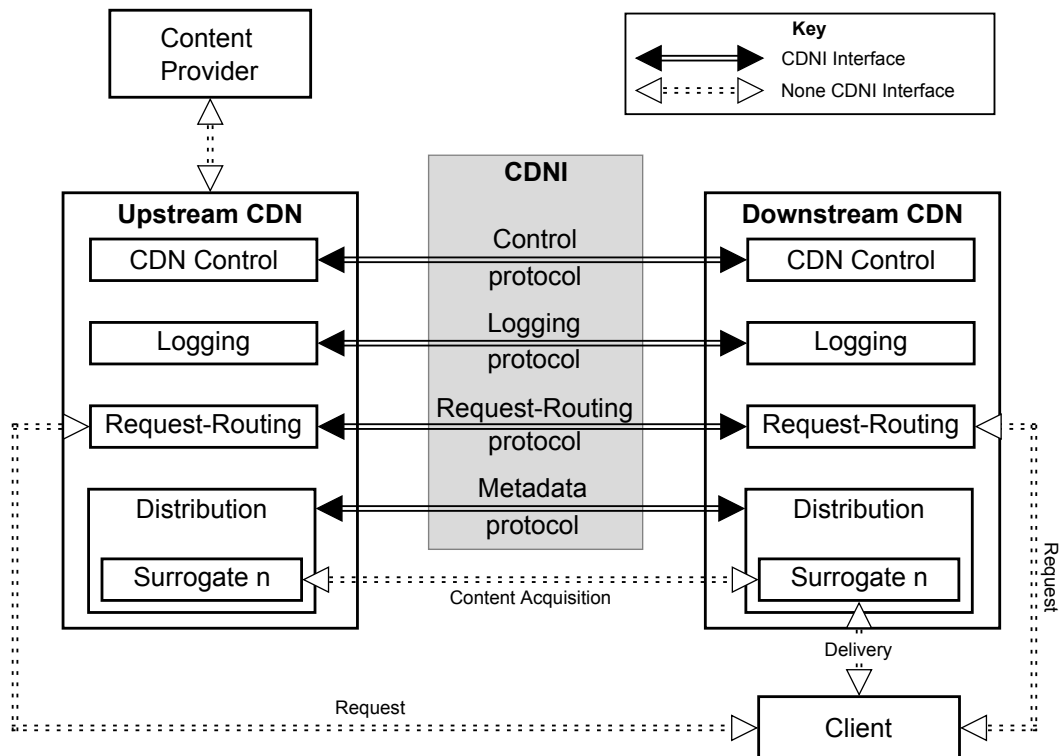 Content
Provider
Key
CDNI Interface
None CDNI Interface
CDNI
Upstream CDN
Downstream CDN
CDN Control
Control
protocol
CDN Control
Logging
Logging
protocol
Logging
Request-Routing
Request-Routing
protocol
Request-Routing
Distribution
Metadata
protocol
Distribution
Surrogate n
Content Acquisition
Surrogate n
Request
Delivery
Request
Client